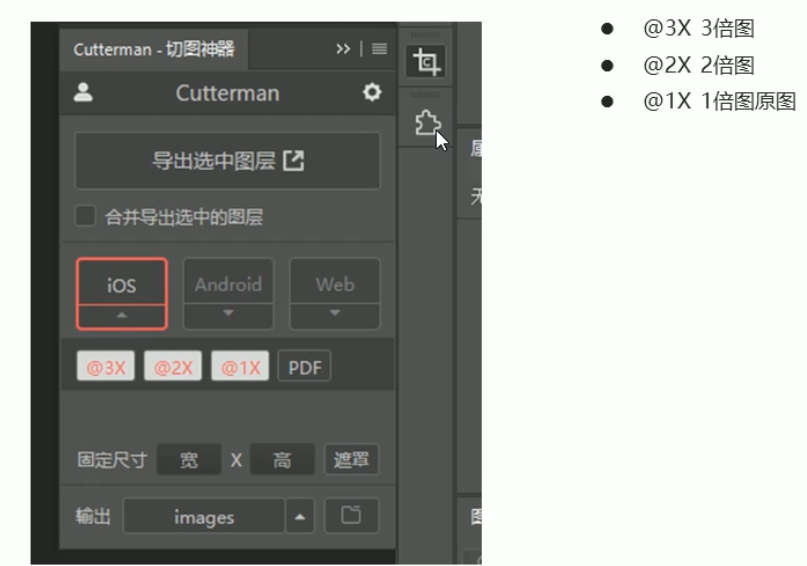 Cutterman - 切图神器
Cutterman
导出选中图层
合并导出选中的图层
iOS
Android
Web
@3X
@2X
@1X
PDF
固定尺寸 宽 X 高 遮罩
输出 images
无
@3X 3倍图
@2X 2倍图
@1X 1倍图原图